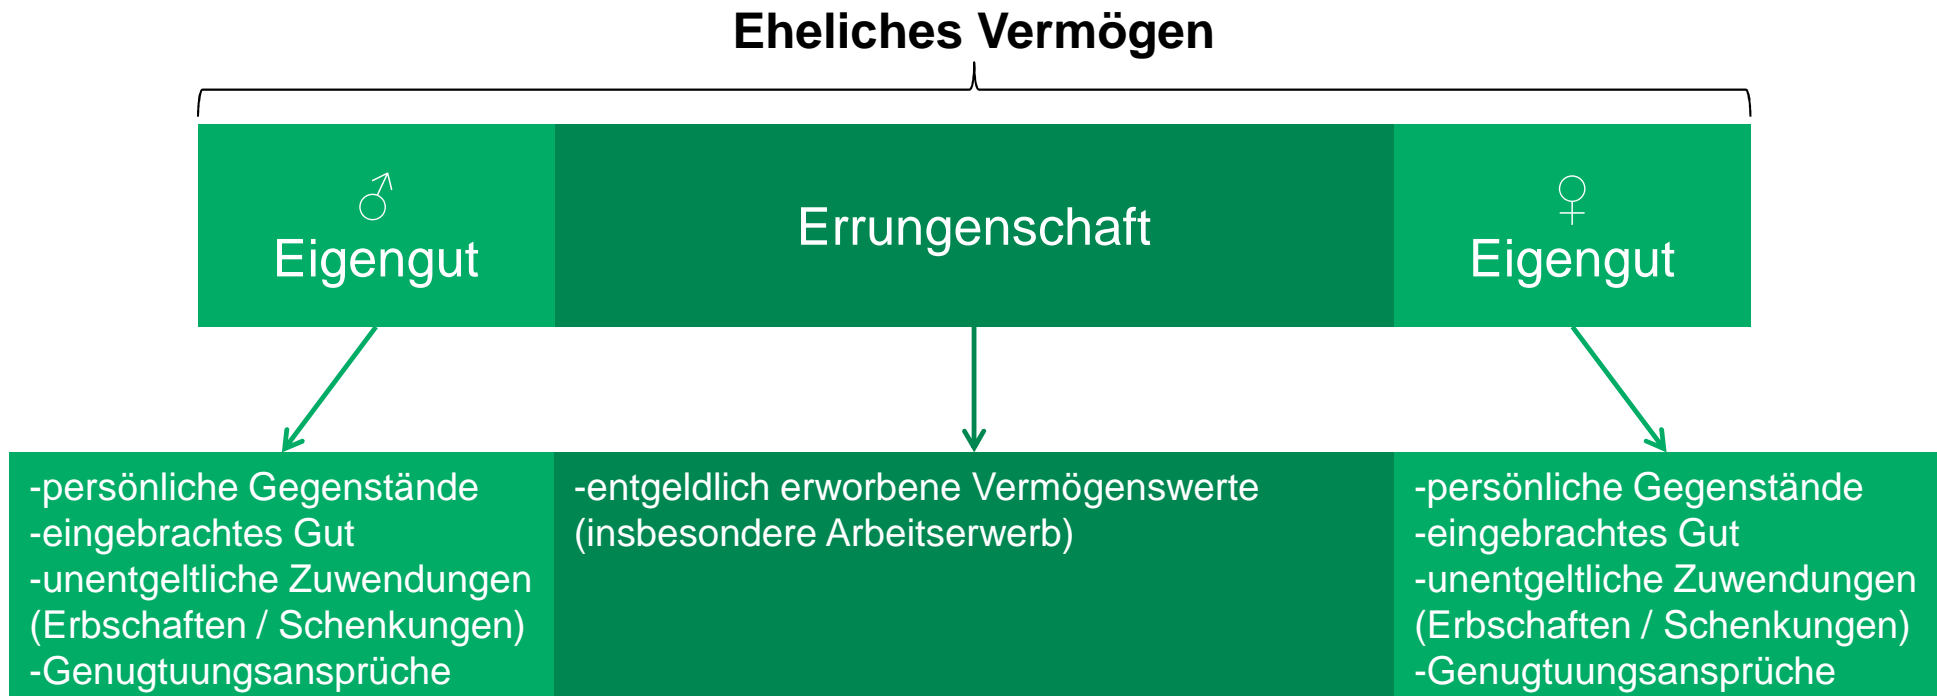 Eheliches Vermögen
♂
Eigengut
Errungenschaft
♀
Eigengut
-persönliche Gegenstände
-eingebrachtes Gut
-unentgeltliche Zuwendungen
(Erbschaften / Schenkungen)
-Genugtuungsansprüche
-entgeldlich erworbene Vermögenswerte
(insbesondere Arbeitserwerb)
-persönliche Gegenstände
-eingebrachtes Gut
-unentgeltliche Zuwendungen
(Erbschaften / Schenkungen)
-Genugtuungsansprüche